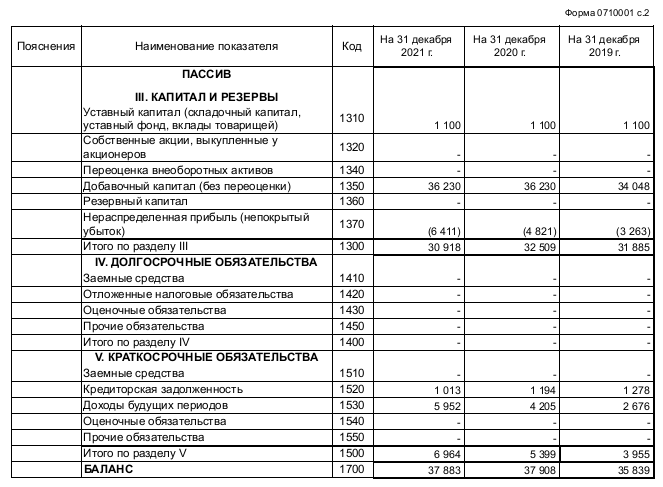 Форма 0710001 с.2
Пояснения Наименование показателя Код На 31 декабря 2021 г. На 31 декабря 2020 г. На 31 декабря 2019 г.
ПАССИВ
III. КАПИТАЛ И РЕЗЕРВЫ
Уставный капитал (складочный капитал,
уставный фонд, вклады товарищей) 1310 1 100 1 100 1 100
Собственные акции, выкупленные у
акционеров 1320 - - -
Переоценка внеоборотных активов 1340 - - -
Добавочный капитал (без переоценки) 1350 36 230 36 230 34 048
Резервный капитал 1360 - - -
Нераспределенная прибыль (непокрытый
убыток) 1370 (6 411) (4 821) (3 263)
Итого по разделу III 1300 30 918 32 509 31 885
IV. ДОЛГОСРОЧНЫЕ ОБЯЗАТЕЛЬСТВА
Заемные средства 1410 - - -
Отложенные налоговые обязательства 1420 - - -
Оценочные обязательства 1430 - - -
Прочие обязательства 1450 - - -
Итого по разделу IV 1400 - - -
V. КРАТКОСРОЧНЫЕ ОБЯЗАТЕЛЬСТВА
Заемные средства 1510 - - -
Кредиторская задолженность 1520 1 013 1 194 1 278
Доходы будущих периодов 1530 5 952 4 205 2 676
Оценочные обязательства 1540 - - -
Прочие обязательства 1550 - - -
Итого по разделу V 1500 6 964 5 399 3 955
БАЛАНС 1700 37 883 37 908 35 839